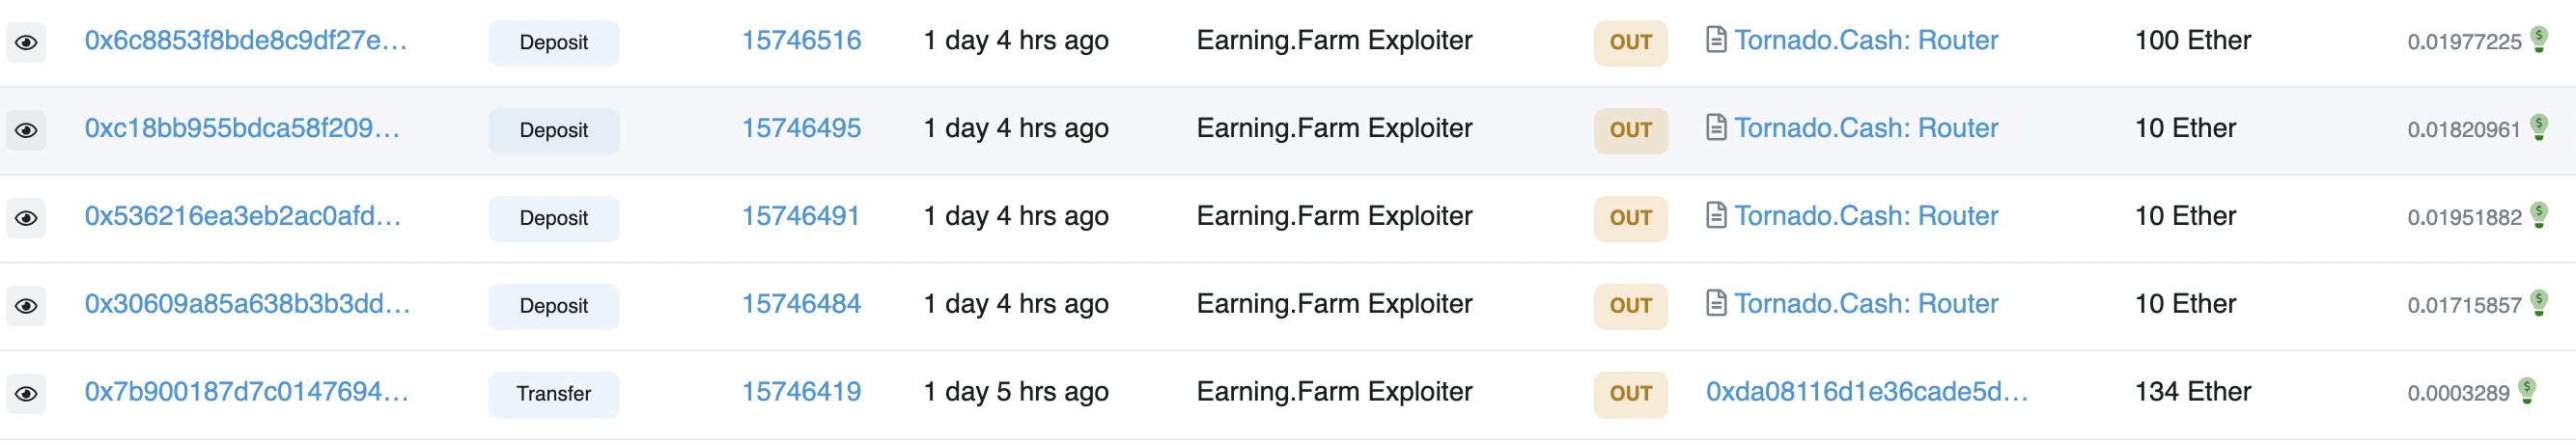 0x6c8853f8bde8c9df27e... Deposit 15746516 1 day 4 hrs ago Earning.Farm Exploiter OUT Tornado.Cash: Router 100 Ether 0.01977225
0xc18bb955bdca58f209... Deposit 15746495 1 day 4 hrs ago Earning.Farm Exploiter OUT Tornado.Cash: Router 10 Ether 0.01820961
0x536216ea3eb2ac0afd... Deposit 15746491 1 day 4 hrs ago Earning.Farm Exploiter OUT Tornado.Cash: Router 10 Ether 0.01951882
0x30609a85a638b3b3dd... Deposit 15746484 1 day 4 hrs ago Earning.Farm Exploiter OUT Tornado.Cash: Router 10 Ether 0.01715857
0x7b900187d7c0147694... Transfer 15746419 1 day 5 hrs ago Earning.Farm Exploiter OUT 0xda08116d1e36cade5d... 134 Ether 0.0003289